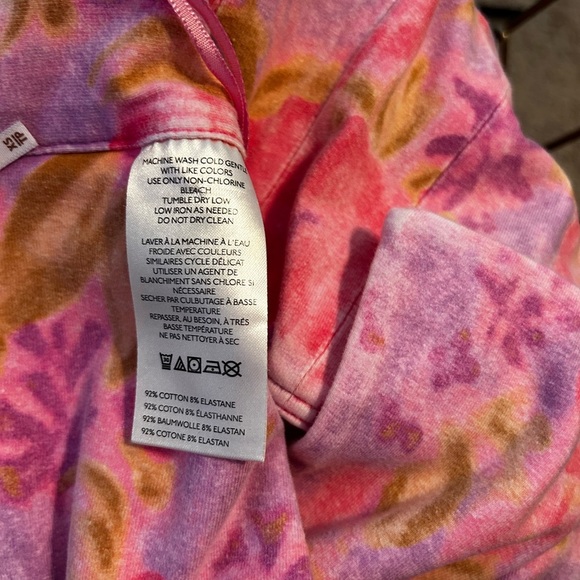 MACHINE WASH COLD GENTLE
WITH LIKE COLORS
USE ONLY NON-CHLORINE
BLEACH
TUMBLE DRY LOW
LOW IRON AS NEEDED
DO NOT DRY CLEAN
LAVER À LA MACHINE À L'EAU
FROIDE AVEC COULEURS
SIMILAIRES CYCLE DÉLICAT
UTILISER UN AGENT DE
BLANCHIMENT SANS CHLORE SI
NÉCESSAIRE
SECHER PAR CULBUTAGE À BASSE
TEMPERATURE
REPASSER, AU BESOIN, À TRÉS
BASSE TEMPÉRATURE
NE PAS NETTOYER À SEC
92% COTTON 8% ELASTANE
92% COTON 8% ÉLASTHANNE
92% BAUMWOLLE 8% ELASTAN
92% COTONE 8% ELASTAN